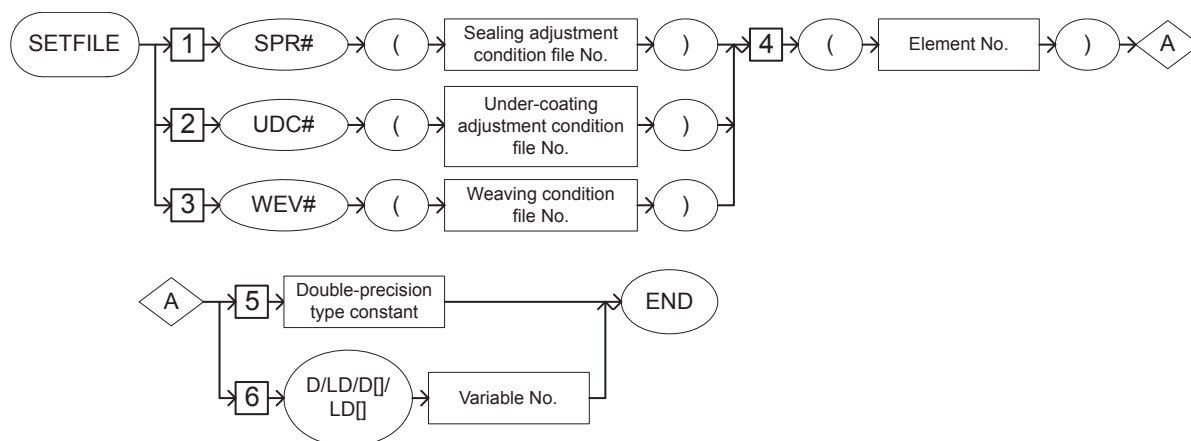 SETFILE
1
SPR#
(
Sealing adjustment
condition file No.
)
4
(
Element No.
)
A
2
UDC#
(
Under-coating
adjustment condition
file No.
)
3
WEV#
(
Weaving condition
file No.
)
A
5
Double-precision
type constant
END
6
D/LD/D[]/
LD[]
Variable No.